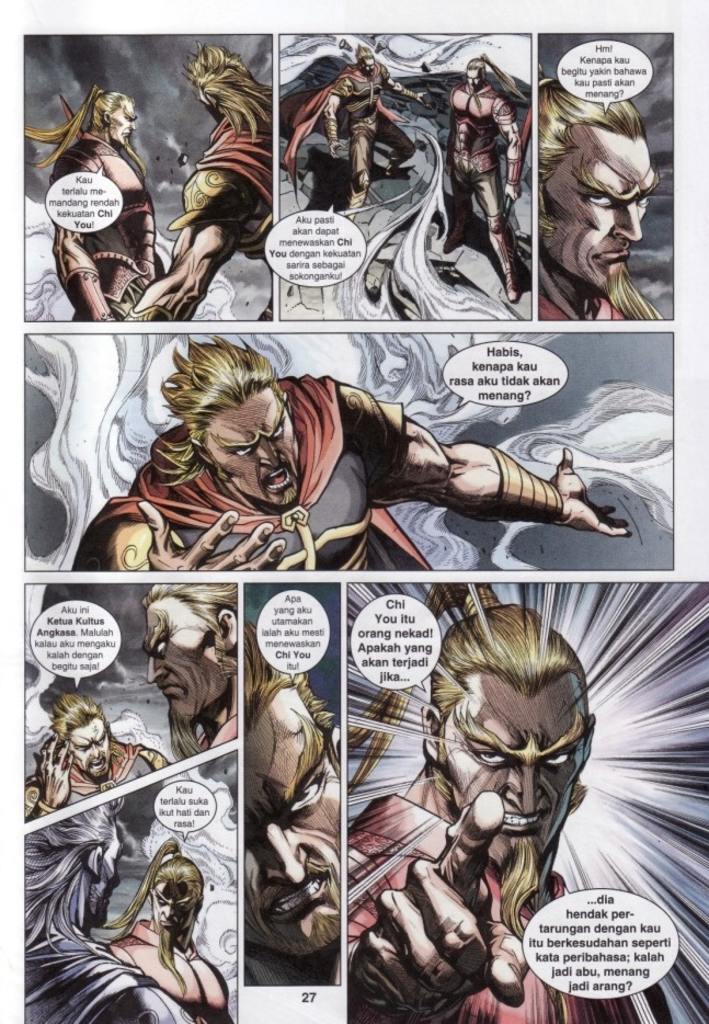 Kau
terlalu me-
mandang rendah
kekuatan Chi
You!
Aku pasti
akan dapat
menewaskan Chi
You dengan kekuatan
sarira sebagai
sokonganku!
Hm!
Kenapa kau
begitu yakin bahawa
kau pasti akan
menang?
Habis,
kenapa kau
rasa aku tidak akan
menang?
Aku ini
Ketua Kultus
Angkasa. Malulah
kalau aku mengaku
kalah dengan
begitu saja!
Kau
terlalu suka
ikut hati dan
rasa!
Apa
yang aku
utamakan
ialah aku mesti
menewaskan
Chi You
itu!
Chi
You itu
orang nekad!
Apakah yang
akan terjadi
jika...
...dia
hendak per-
tarungan dengan kau
itu berkesudahan seperti
kata peribahasa; kalah
jadi abu, menang
jadi arang?
27